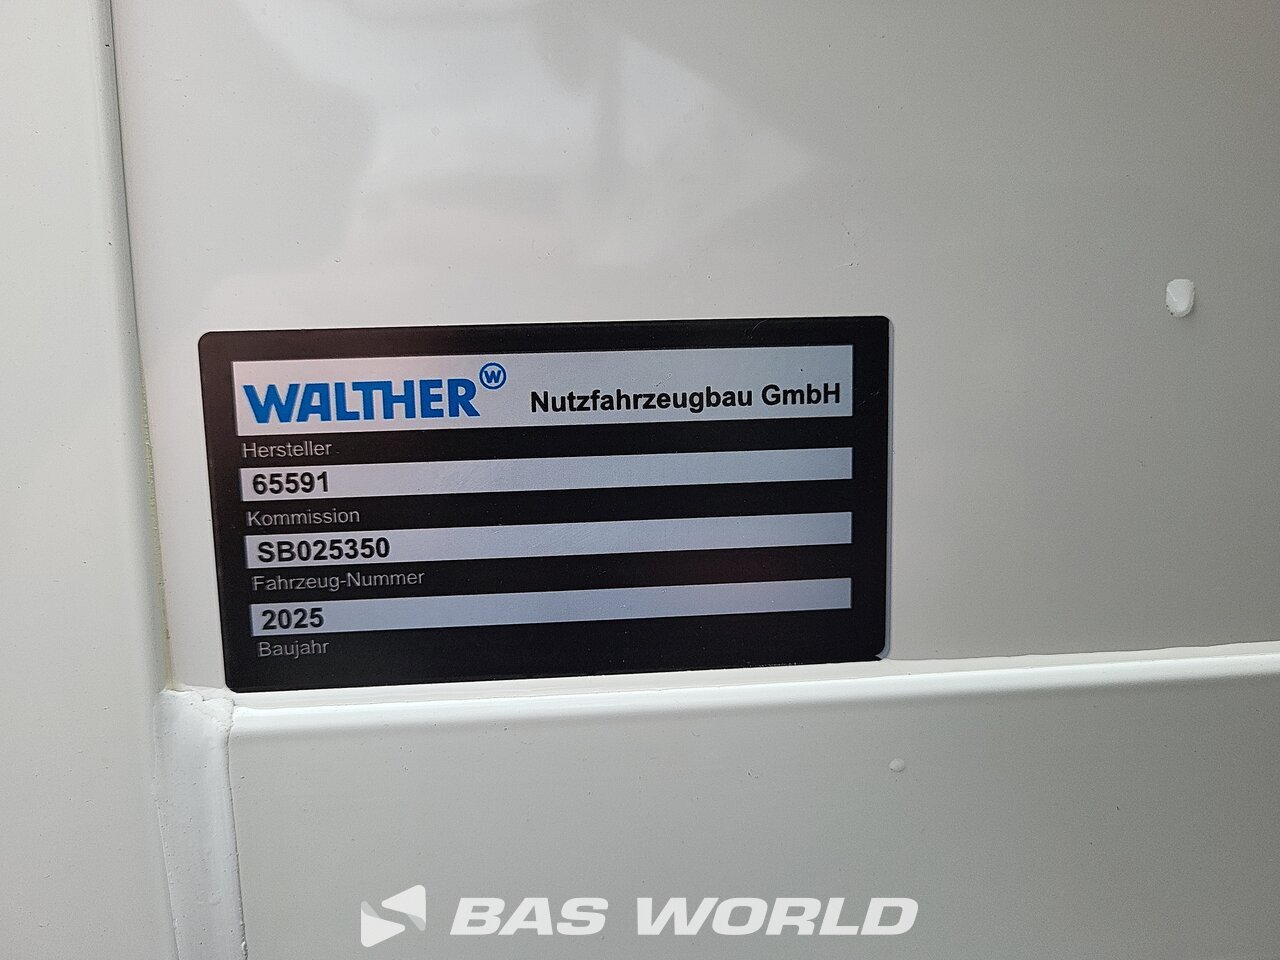 WALTHER W Nutzfahrzeugbau GmbH
Hersteller
65591
Kommission
SB025350
Fahrzeug-Nummer
2025
Baujahr
BAS WORLD